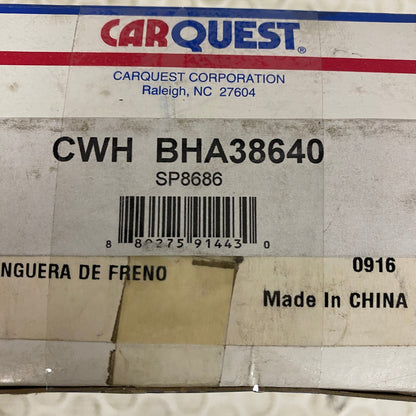 CARQUEST®
CARQUEST CORPORATION
Raleigh, NC 27604
CWH BHA38640
SP8686
8 80275 91443 0
NGUERA DE FRENO
0916
Made In CHINA